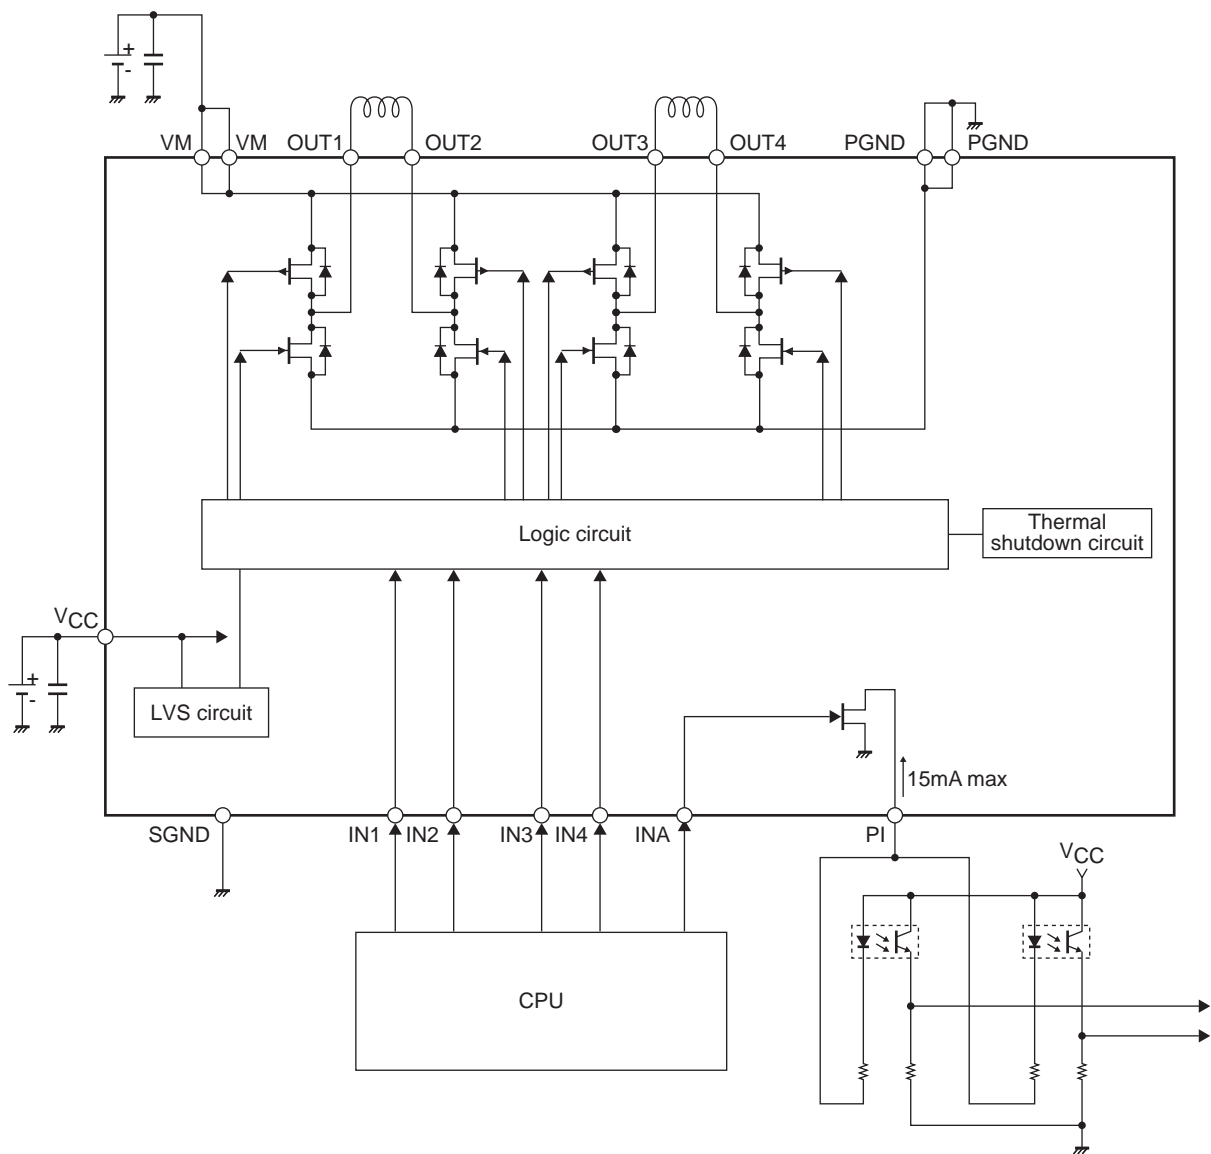 +
-
VM
VM
OUT1
OUT2
OUT3
OUT4
PGND
PGND
Logic circuit
Thermal
shutdown circuit
VCC
+
-
LVS circuit
15mA max
SGND
IN1
IN2
IN3
IN4
INA
PI
VCC
CPU